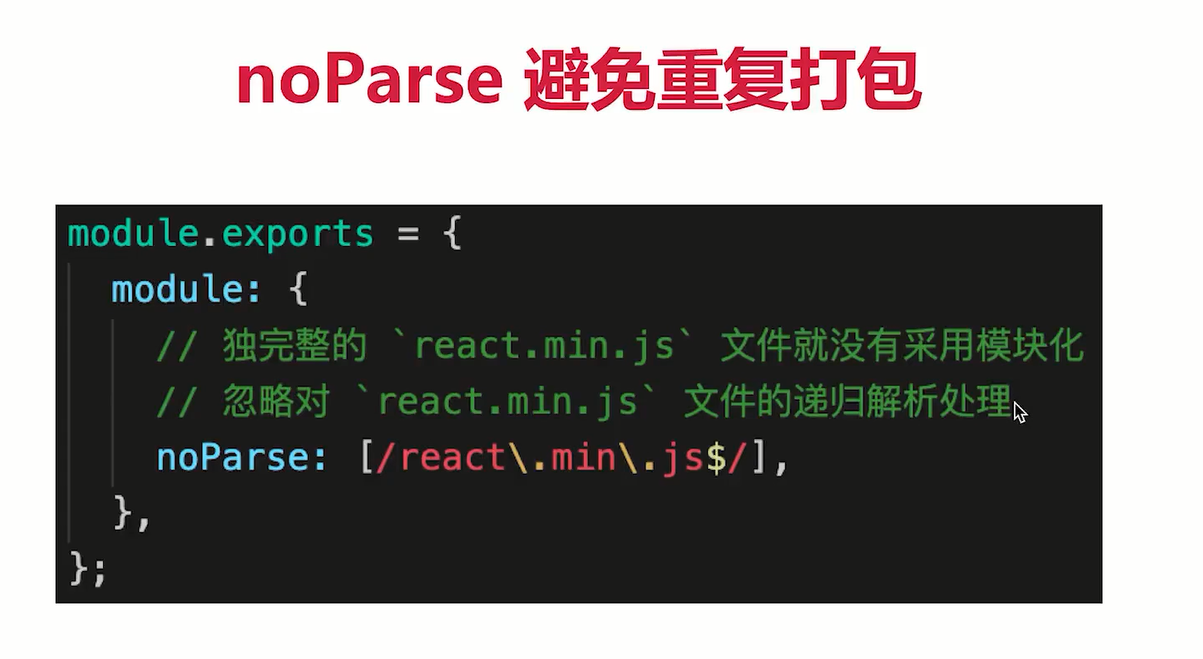 noParse 避免重复打包
module.exports = {
module: {
// 独完整的 `react.min.js` 文件就没有采用模块化
// 忽略对 `react.min.js` 文件的递归解析处理
noParse: [/react\.min\.js$/],
},
};